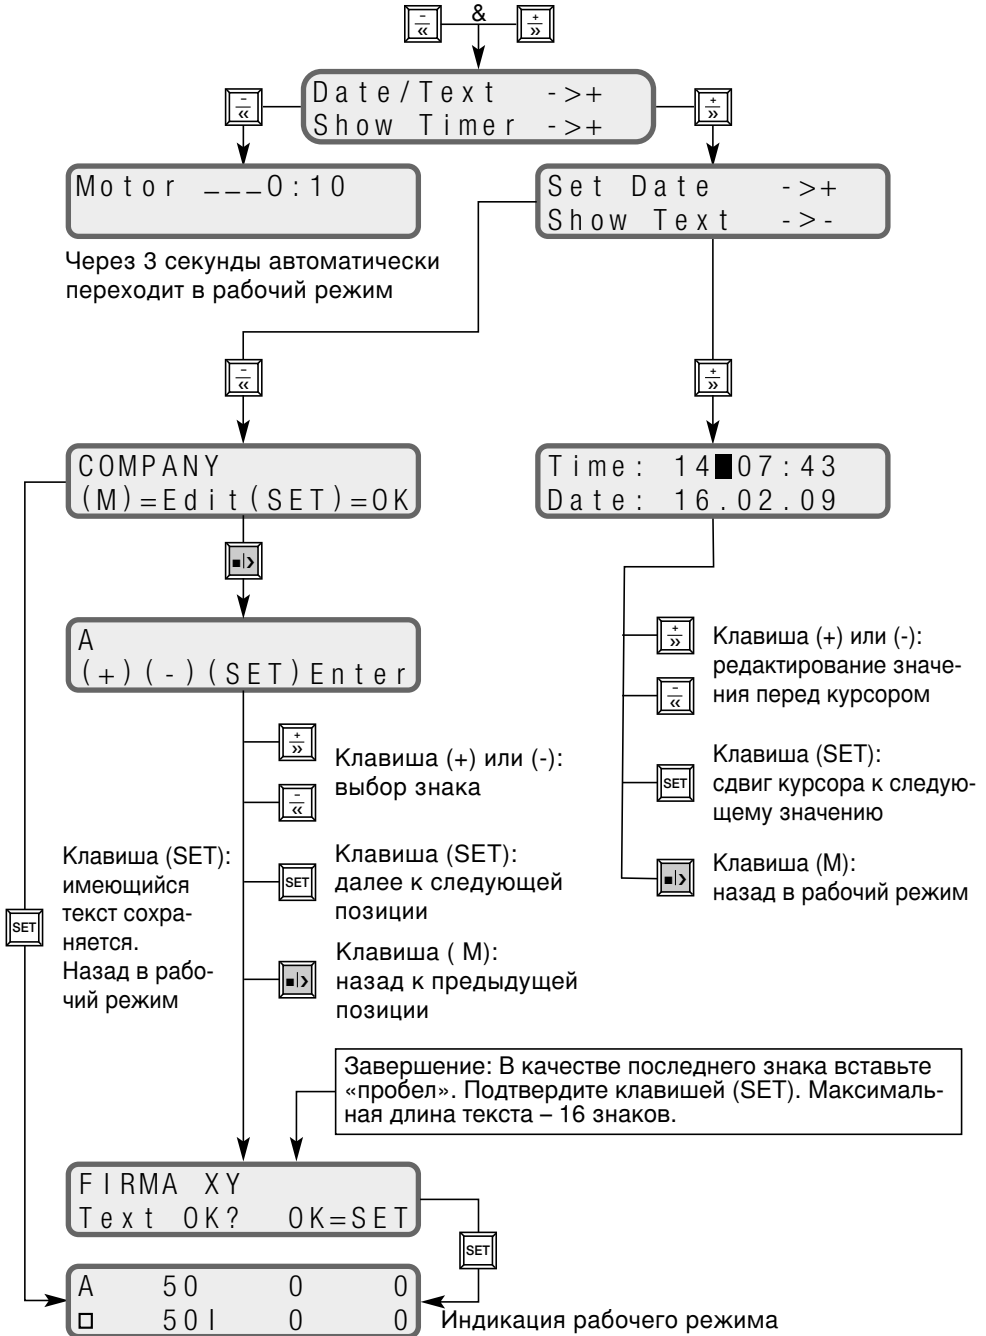 - « & + »
Date/Text ->+
Show Timer ->+
- «
+ »
Motor ___0:10
Set Date ->+
Show Text ->-
Через 3 секунды автоматически
переходит в рабочий режим
- «
+ »
COMPANY
(M)=Edit(SET)=OK
Time: 14 07:43
Date: 16.02.09
A
(+)(-)(SET)Enter
+ »
- «
Клавиша (+) или (-):
выбор знака
SET
Клавиша (SET):
далее к следующей
позиции
Клавиша ( M):
назад к предыдущей
позиции
+ »
- «
Клавиша (+) или (-):
редактирование значе-
ния перед курсором
SET
Клавиша (SET):
сдвиг курсора к следую-
щему значению
Клавиша (M):
назад в рабочий режим
SET
Клавиша (SET):
имеющийся
текст сохра-
няется.
Назад в рабо-
чий режим
Завершение: В качестве последнего знака вставьте
«пробел». Подтвердите клавишей (SET). Максималь-
ная длина текста – 16 знаков.
FIRMA XY
Text OK? OK=SET
SET
A 50 0 0
□ 50I 0 0
Индикация рабочего режима